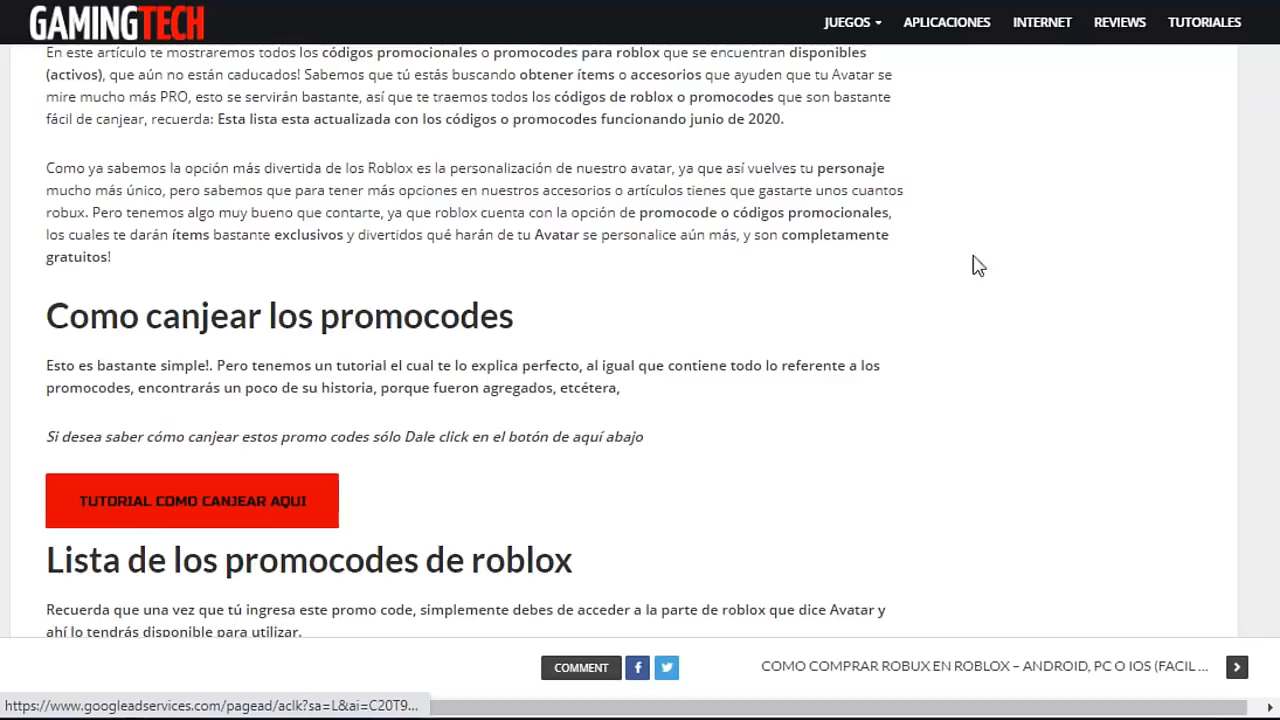 GAMINGTECH
JUEGOS
APLICACIONES
INTERNET
REVIEWS
TUTORIALES
En este artículo te mostraremos todos los códigos promocionales o promocodes para roblox que se encuentran disponibles
(activos), que aún no están caducados! Sabemos que tú estás buscando obtener ítems o accesorios que ayuden que tu Avatar se
mire mucho más PRO, esto se servirán bastante, así que te traemos todos los códigos de roblox o promocodes que son bastante
fácil de canjear, recuerda: Esta lista esta actualizada con los códigos o promocodes funcionando junio de 2020.
Como ya sabemos la opción más divertida de los Roblox es la personalización de nuestro avatar, ya que así vuelves tu personaje
mucho más único, pero sabemos que para tener más opciones en nuestros accesorios o artículos tienes que gastarte unos cuantos
robux. Pero tenemos algo muy bueno que contarte, ya que roblox cuenta con la opción de promocode o códigos promocionales,
los cuales te darán ítems bastante exclusivos y divertidos qué harán de tu Avatar se personalice aún más, y son completamente
gratuitos!
Como canjear los promocodes
Esto es bastante simple!. Pero tenemos un tutorial el cual te lo explica perfecto, al igual que contiene todo lo referente a los
promocodes, encontrarás un poco de su historia, porque fueron agregados, etcétera,
Si desea saber cómo canjear estos promo codes sólo Dale click en el botón de aquí abajo
TUTORIAL COMO CANJEAR AQUI
Lista de los promocodes de roblox
Recuerda que una vez que tú ingresa este promo code, simplemente debes de acceder a la parte de roblox que dice Avatar y
ahí lo tendrás disponible para utilizar.
COMMENT
COMO COMPRAR ROBUX EN ROBLOX – ANDROID, PC O IOS (FACIL ...
https://www.googleadservices.com/pagead/aclk?sa=L&ai=C20T9...